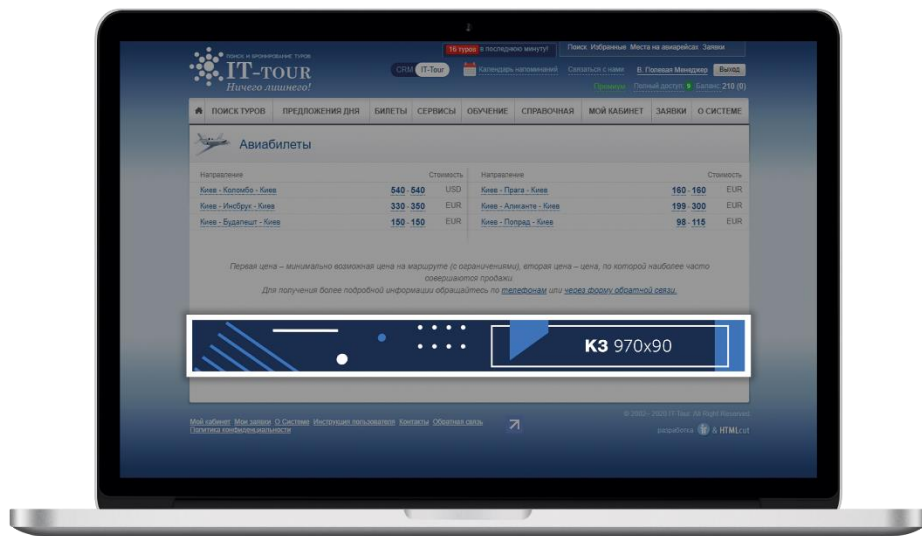 16 туров в последнюю минуту!
Поиск Избранные Места на авиарейсах Заявки
ПОИСК И БРОНИРОВАНИЕ ТУРОВ
IT-TOUR
Ничего лишнего!
CRM IT-Tour
Календарь напоминаний
Связаться с нами
В. Полевая Менеджер
Выход
Премиум Полный доступ: 9 Баланс: 210 (0)
ПОИСК ТУРОВ ПРЕДЛОЖЕНИЯ ДНЯ БИЛЕТЫ СЕРВИСЫ ОБУЧЕНИЕ СПРАВОЧНАЯ МОЙ КАБИНЕТ ЗАЯВКИ О СИСТЕМЕ
Авиабилеты
Направление Стоимость Направление Стоимость
Киев - Коломбо - Киев 540 - 540 USD Киев - Прага - Киев 160 - 160 EUR
Киев - Инсбрук - Киев 330 - 350 EUR Киев - Аликанте - Киев 199 - 300 EUR
Киев - Будапешт - Киев 150 - 150 EUR Киев - Попрад - Киев 98 - 115 EUR
Первая цена – минимально возможная цена на маршруте (с ограничениями), вторая цена – цена, по которой наиболее часто
совершаются продажи.
Для получения более подробной информации обращайтесь по телефонам или через форму обратной связи.
К3 970x90
Мой кабинет Мои заявки О Системе Инструкция пользователя Контакты Обратная связь
Политика конфиденциальности
© 2003 - 2020 IT-Tour. All Right Reserved.
разработка & HTMLcut